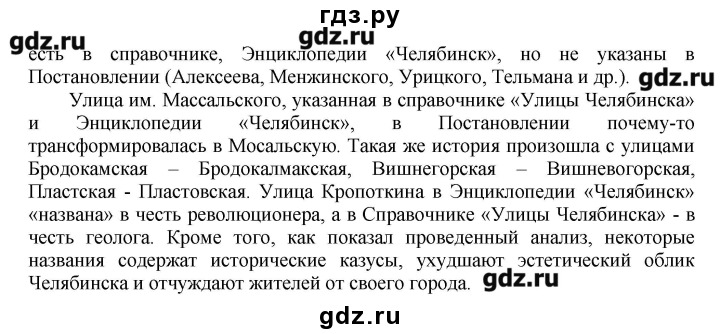 гдз.ру
gdz.ru gdz.ru
есть в справочнике, Энциклопедии «Челябинск», но не указаны в
Постановлении (Алексеева, Менжинского, Урицкого, Тельмана и др.). gdz.ru
Улица им. Массальского, указанная в справочнике «Улицы Челябинска»
и Энциклопедии «Челябинск», в Постановлении почему-то
трансформировалась в Мосальскую. Такая же история произошла с улицами
Бродокамская – Бродокалмакская, Вишнегорская – Вишневогорская,
Пластская - Пластовская. Улица Кропоткина в Энциклопедии «Челябинск»
«названа» в честь революционера, а в Справочнике «Улицы Челябинска» - в
честь геолога. Кроме того, как показал проведенный анализ, некоторые
названия содержат исторические казусы, ухудшают эстетический облик
Челябинска и отчуждают жителей от своего города. gdz.ru
gdz.ru